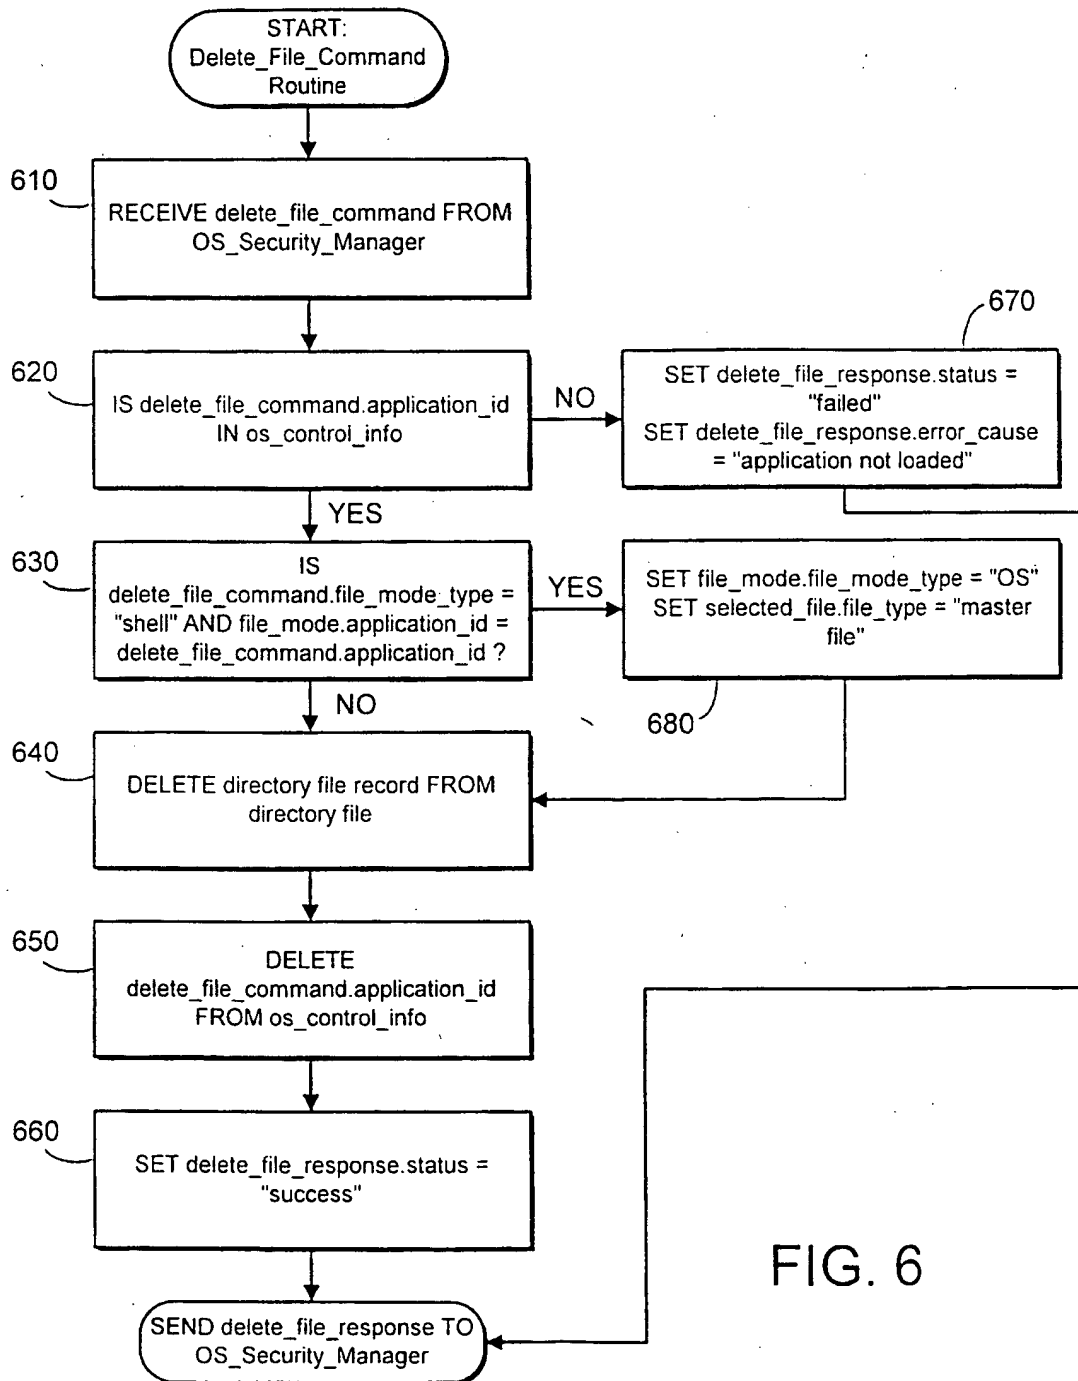 START:
Delete_File_Command
Routine
610
RECEIVE delete_file_command FROM
OS_Security_Manager
620
IS delete_file_command.application_id
IN os_control_info
NO
670
SET delete_file_response.status =
"failed"
SET delete_file_response.error_cause
= "application not loaded"
YES
630
IS
delete_file_command.file_mode_type =
"shell" AND file_mode.application_id =
delete_file_command.application_id ?
YES
SET file_mode.file_mode_type = "OS"
SET selected_file.file_type = "master
file"
680
NO
640
DELETE directory file record FROM
directory file
650
DELETE
delete_file_command.application_id
FROM os_control_info
660
SET delete_file_response.status =
"success"
SEND delete_file_response TO
OS_Security_Manager
FIG. 6